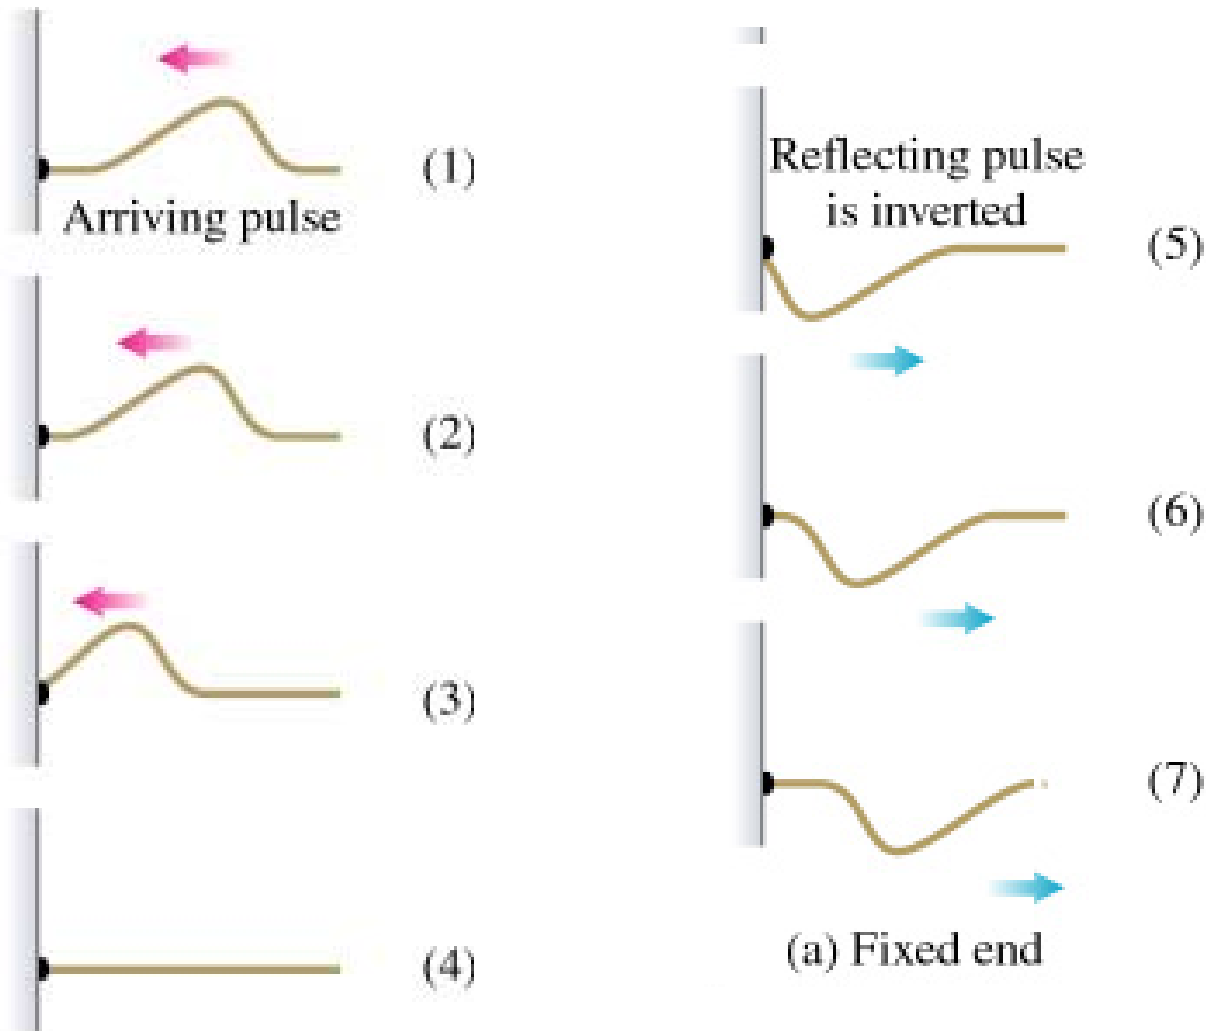 (1)
Arriving pulse
(2)
(3)
(4)
Reflecting pulse
is inverted
(5)
(6)
(7)
(a) Fixed end